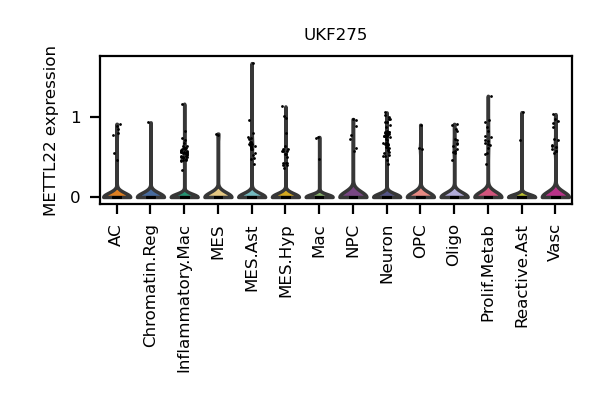 UKF275
METTL22 expression
1
0
AC
Chromatin.Reg
Inflammatory.Mac
MES
MES.Ast
MES.Hyp
Mac
NPC
Neuron
OPC
Oligo
Prolif.Metab
Reactive.Ast
Vasc